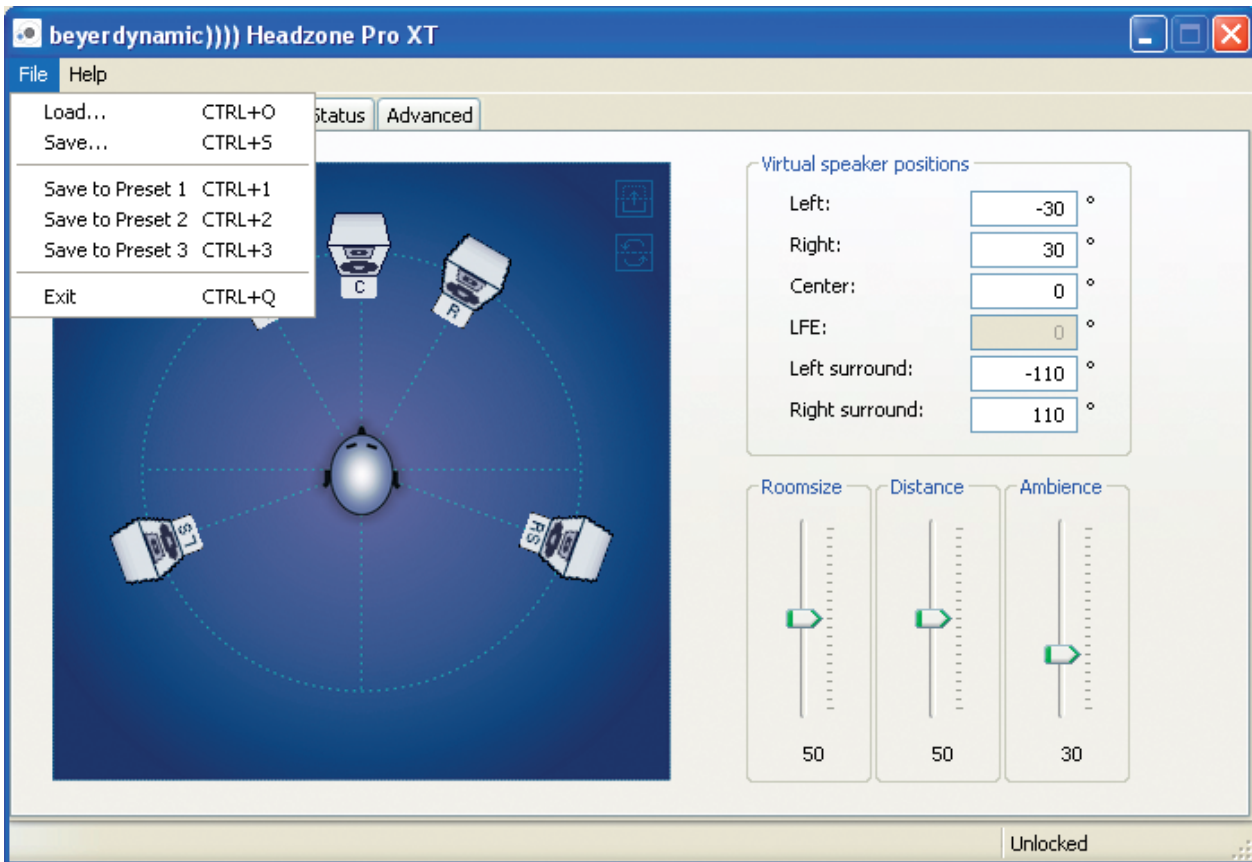 beyerdynamic)))) Headzone Pro XT
File Help
Load... CTRL+O
Save... CTRL+S
Save to Preset 1 CTRL+1
Save to Preset 2 CTRL+2
Save to Preset 3 CTRL+3
Exit CTRL+Q
Status Advanced
C
R
LS
RS
Virtual speaker positions
Left: -30 °
Right: 30 °
Center: 0 °
LFE: 0 °
Left surround: -110 °
Right surround: 110 °
Roomsize Distance Ambience
50 50 30
Unlocked